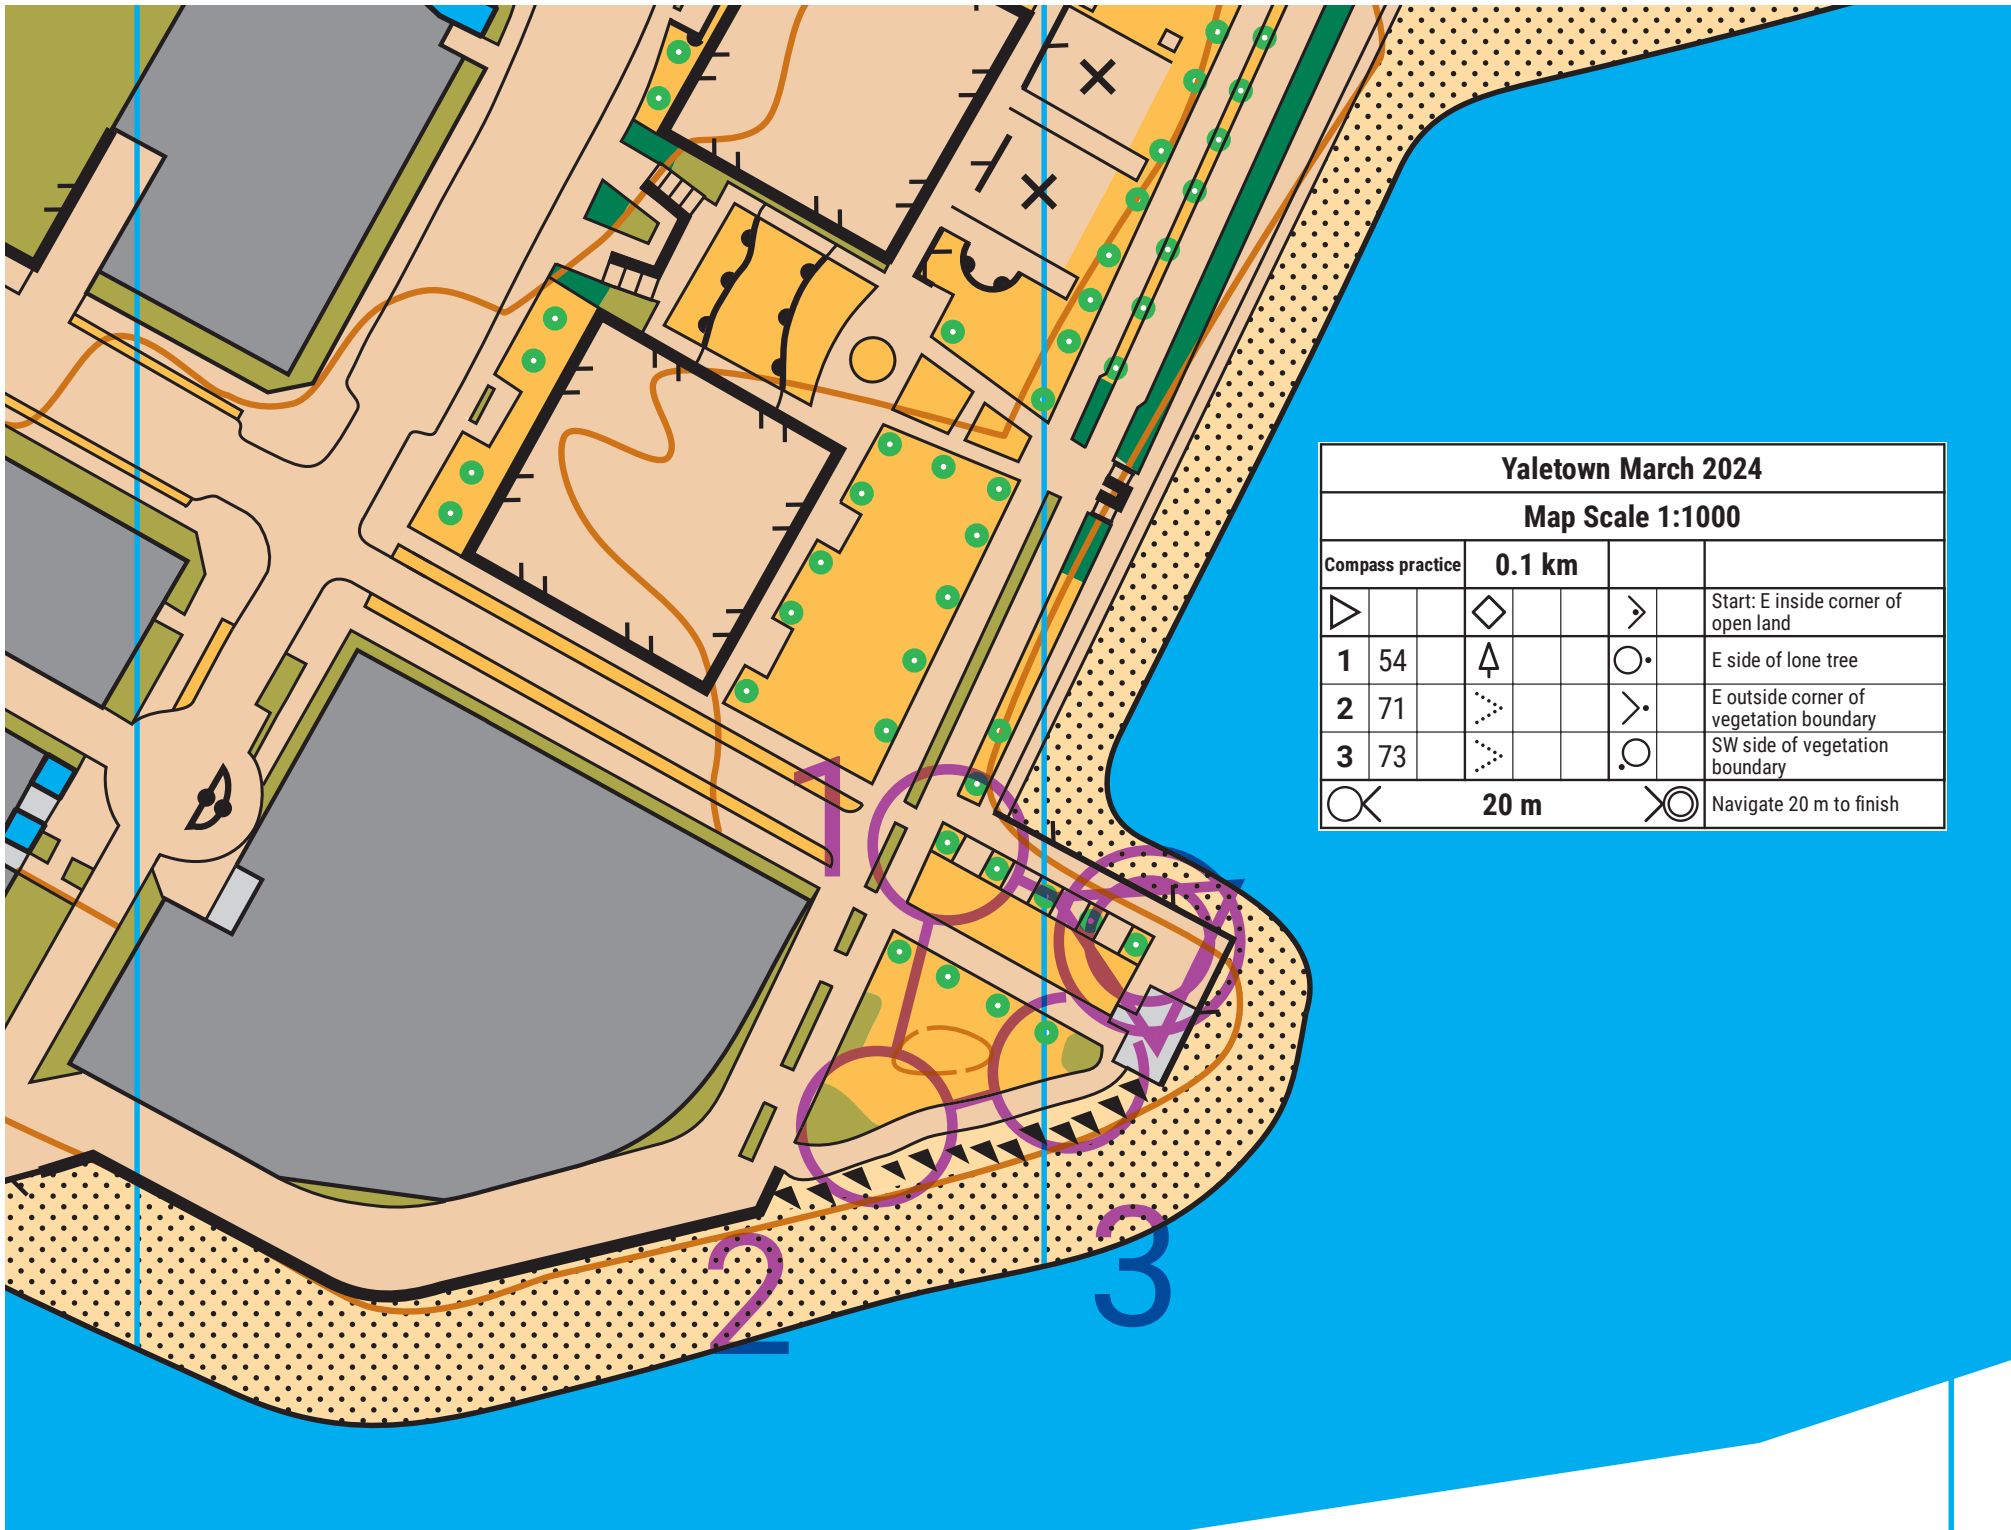 Yaletown March 2024
Map Scale 1:1000
Compass practice 0.1 km
Start: E inside corner of
open land
1 54 E side of lone tree
2 71 E outside corner of
vegetation boundary
3 73 SW side of vegetation
boundary
20 m Navigate 20 m to finish
1
2
3